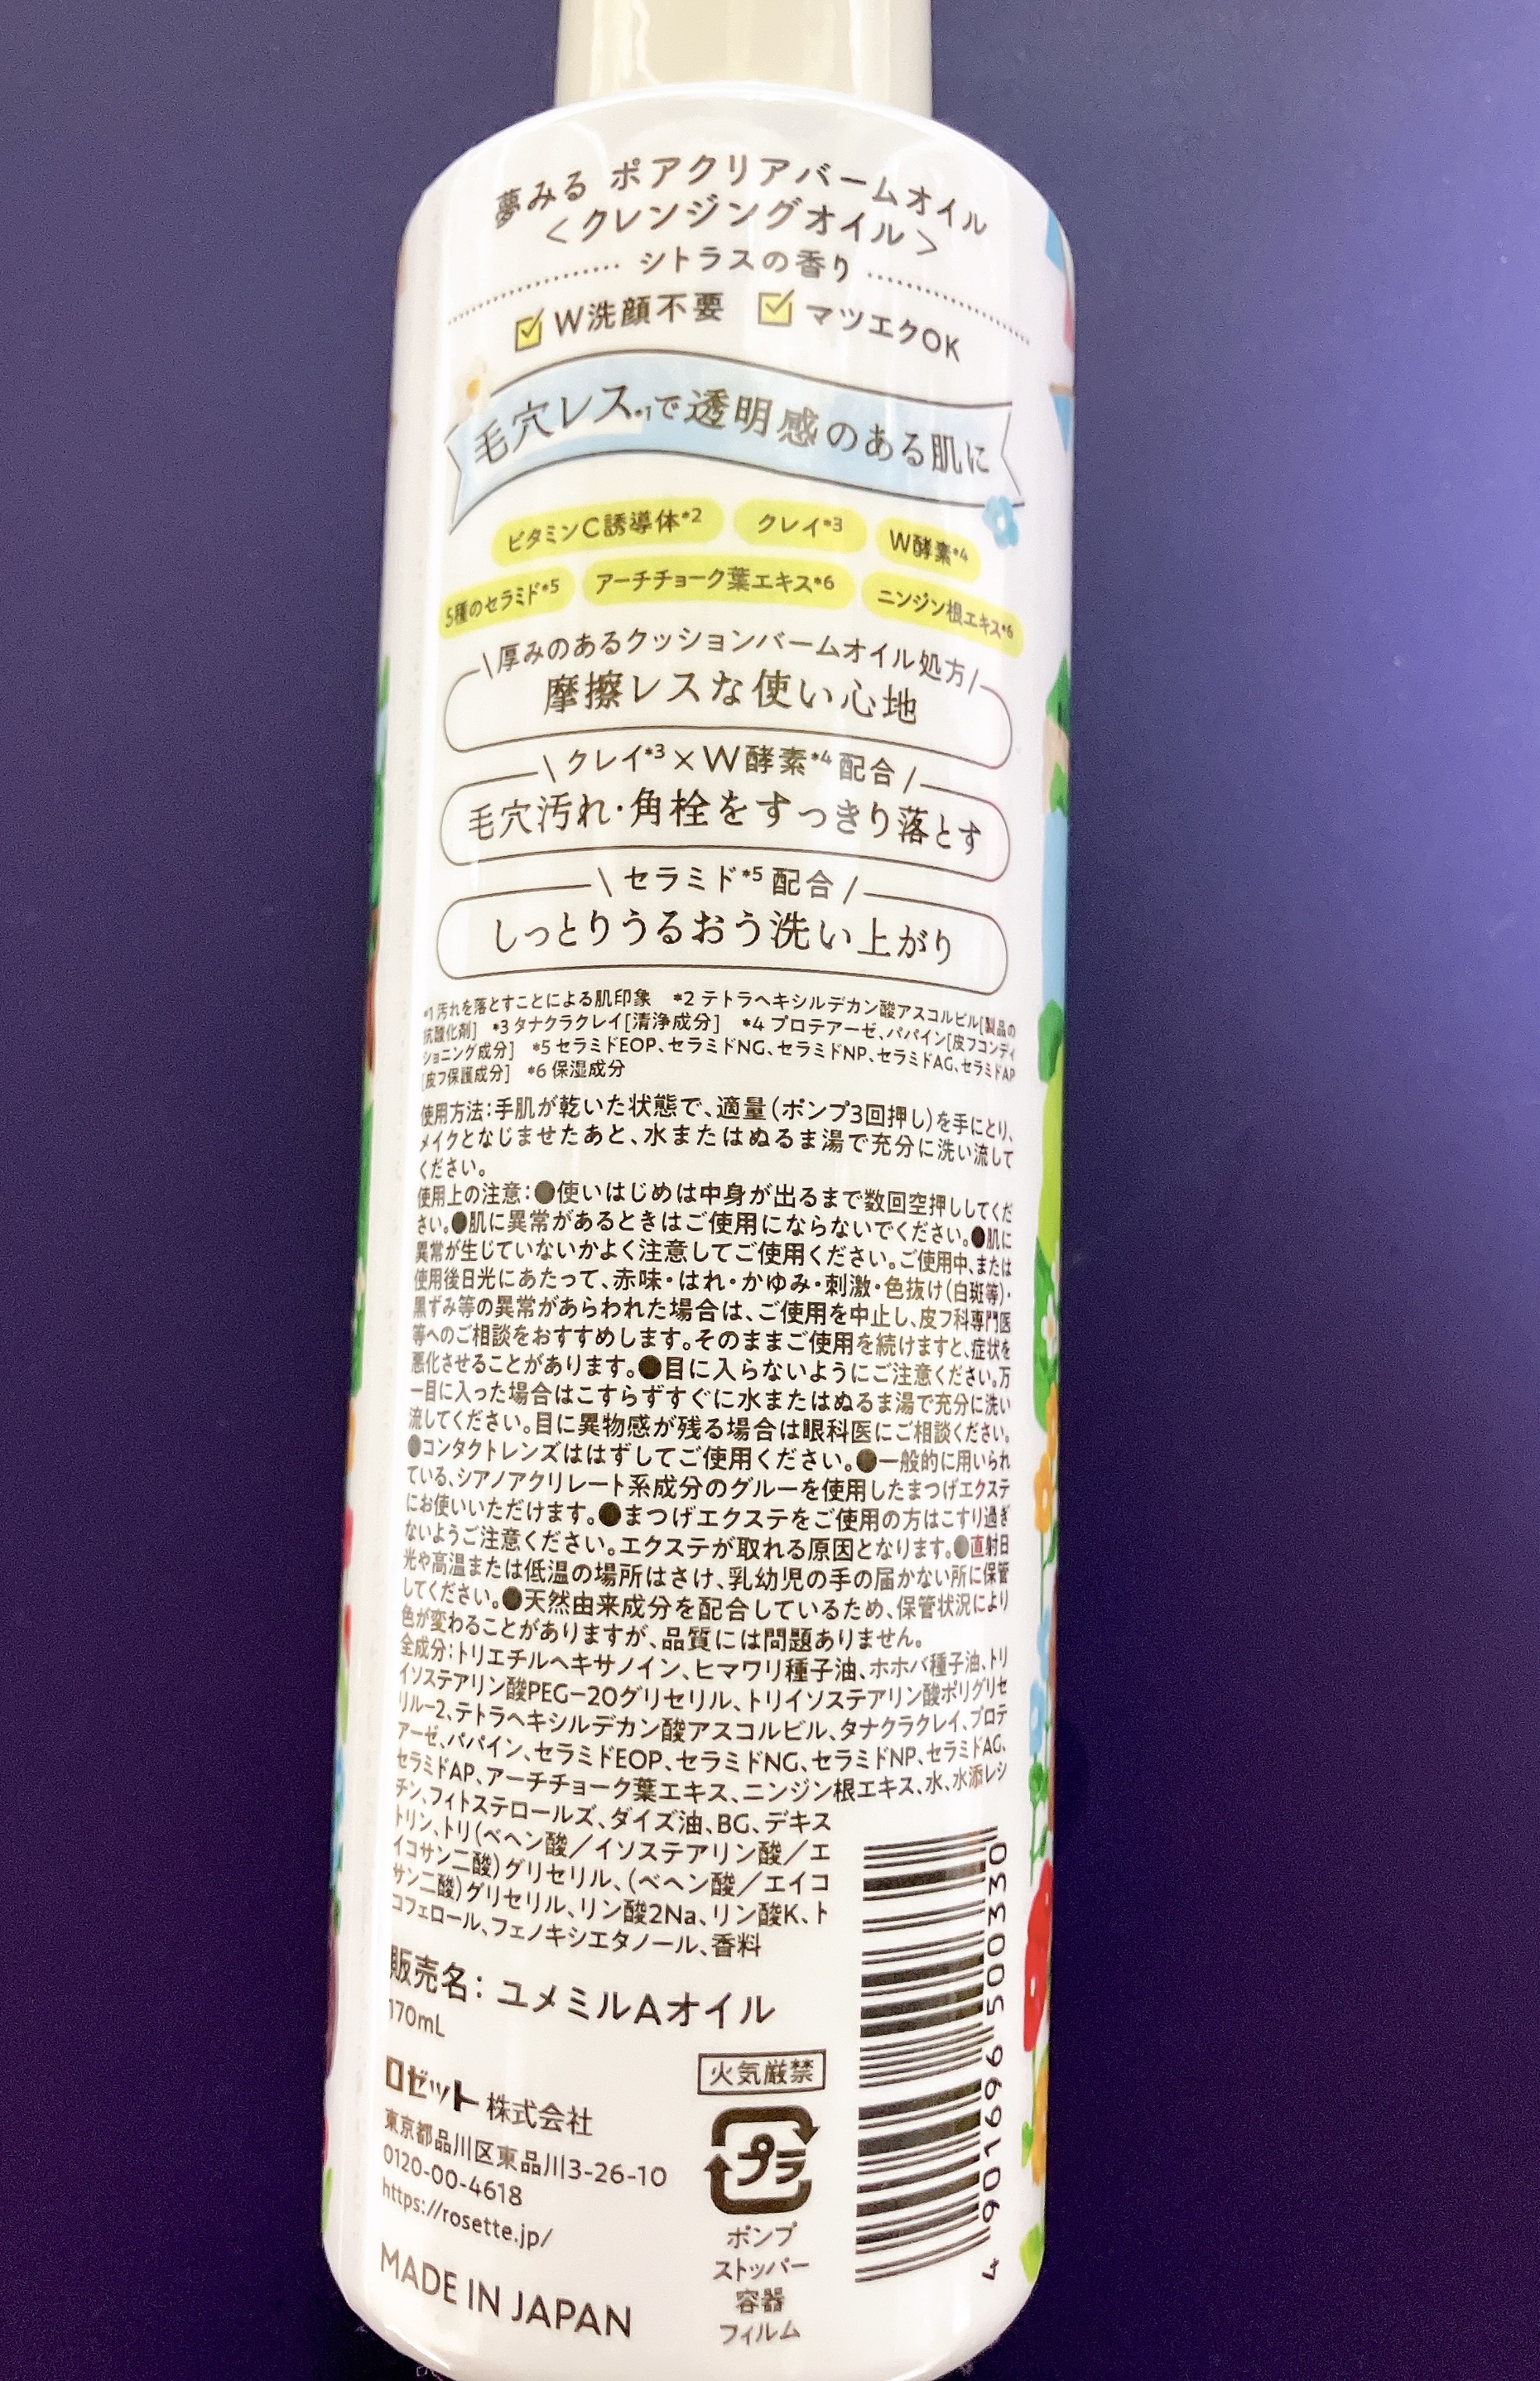 夢みる ポアクリアバームオイル
＜クレンジングオイル＞
シトラスの香り
W洗顔不要 マツエクOK
毛穴レス*1で透明感のある肌に
ビタミンC誘導体*2 クレイ*3 W酵素*4
5種のセラミド*5 アーチチョーク葉エキス*6 ニンジン根エキス*6
\厚みのあるクッションバームオイル処方/
摩擦レスな使い心地
\クレイ*3×W酵素*4配合/
毛穴汚れ・角栓をすっきり落とす
\セラミド*5配合/
しっとりうるおう洗い上がり
*1 汚れを落とすことによる肌印象 *2 テトラヘキシルデカン酸アスコルビル[製品の
抗酸化剤] *3 タナクラクレイ[清浄成分] *4 プロテアーゼ、パパイン[皮フコンディ
ショニング成分] *5 セラミドEOP、セラミドNG、セラミドNP、セラミドAG、セラミドAP
[皮フ保護成分] *6 保湿成分
使用方法：手肌が乾いた状態で、適量（ポンプ3回押し）を手にとり、
メイクとなじませたあと、水またはぬるま湯で充分に洗い流して
ください。
使用上の注意：●使いはじめは中身が出るまで数回空押ししてくだ
さい。●肌に異常があるときはご使用にならないでください。●肌に
異常が生じていないかよく注意してご使用ください。ご使用中、または
使用後日光にあたって、赤味・はれ・かゆみ・刺激・色抜け（白斑等）・
黒ずみ等の異常があらわれた場合は、ご使用を中止し、皮フ科専門医
等へのご相談をおすすめします。そのままご使用を続けますと、症状を
悪化させることがあります。●目に入らないようにご注意ください。万
一目に入った場合はこすらずすぐに水またはぬるま湯で充分に洗い
流してください。目に異物感が残る場合は眼科医にご相談ください。
●コンタクトレンズははずしてご使用ください。●一般的に用いられ
ている、シアノアクリレート系成分のグルーを使用したまつげエクステ
にお使いいただけます。●まつげエクステをご使用の方はこすり過ぎ
ないようご注意ください。エクステが取れる原因となります。●直射日
光や高温または低温の場所はさけ、乳幼児の手の届かない所に保管
してください。●天然由来成分を配合しているため、保管状況により
色が変わることがありますが、品質には問題ありません。
全成分：トリエチルヘキサノイン、ヒマワリ種子油、ホホバ種子油、トリ
イソステアリン酸PEG-20グリセリル、トリイソステアリン酸ポリグリセ
リル-2、テトラヘキシルデカン酸アスコルビル、タナクラクレイ、プロテ
アーゼ、パパイン、セラミドEOP、セラミドNG、セラミドNP、セラミドAG、
セラミドAP、アーチチョーク葉エキス、ニンジン根エキス、水、水添レシ
チン、フィトステロールズ、ダイズ油、BG、デキス
トリン、トリ（ベヘン酸／イソステアリン酸／エ
イコサン二酸）グリセリル、（ベヘン酸／エイコ
サン二酸）グリセリル、リン酸2Na、リン酸K、ト
コフェロール、フェノキシエタノール、香料
販売名：ユメミルAオイル
170mL
ロゼット株式会社
東京都品川区東品川3-26-10
0120-00-4618
https://rosette.jp/
MADE IN JAPAN
火気厳禁
プラ
ポンプ
ストッパー
容器
フィルム
4 901696 500330